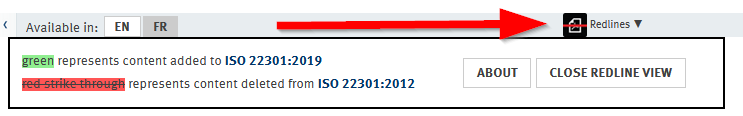 Available in: EN FR Redlines ▼
green represents content added to ISO 22301:2019
red strike through represents content deleted from ISO 22301:2012
ABOUT CLOSE REDLINE VIEW